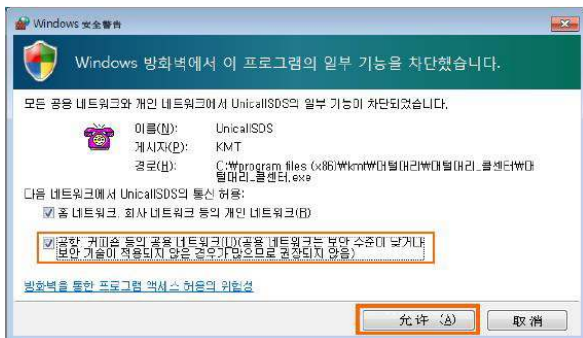 Windows 安全警告
Windows 방화벽에서 이 프로그램의 일부 기능을 차단했습니다.
모든 공용 네트워크와 개인 네트워크에서 UnicallSDS의 일부 기능이 차단되었습니다.
이름(N): UnicallSDS
게시자(P): KMT
경로(H): C:\program files (x86)\kmt\머털대리\머털대리_콜센터\머
털대리_콜센터.exe
다음 네트워크에서 UnicallSDS의 통신 허용:
홈 네트워크, 회사 네트워크 등의 개인 네트워크(R)
공항, 커피숍 등의 공용 네트워크(U)(공용 네트워크는 보안 수준이 낮거나
보안 기술이 적용되지 않은 경우가 많으므로 권장되지 않음)
방화벽을 통한 프로그램 액세스 허용의 위험성
允许 (A)
取消